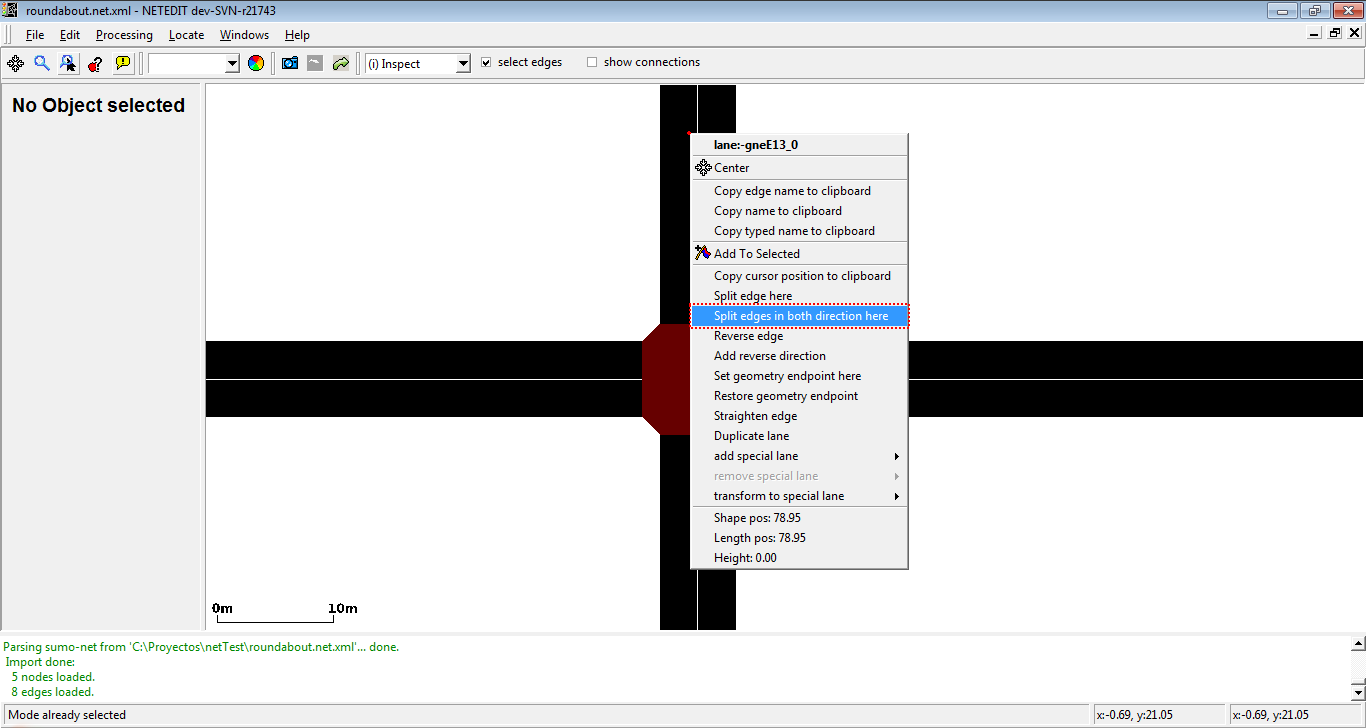 roundabout.net.xml - NETEDIT dev-SVN-r21743
File Edit Processing Locate Windows Help
(i) Inspect select edges show connections
No Object selected
lane:-gneE13_0
Center
Copy edge name to clipboard
Copy name to clipboard
Copy typed name to clipboard
Add To Selected
Copy cursor position to clipboard
Split edge here
Split edges in both direction here
Reverse edge
Add reverse direction
Set geometry endpoint here
Restore geometry endpoint
Straighten edge
Duplicate lane
add special lane
remove special lane
transform to special lane
Shape pos: 78.95
Length pos: 78.95
Height: 0.00
0m 10m
Parsing sumo-net from 'C:\Proyectos\netTest\roundabout.net.xml'... done.
Import done:
5 nodes loaded.
8 edges loaded.
Mode already selected x:-0.69, y:21.05 x:-0.69, y:21.05